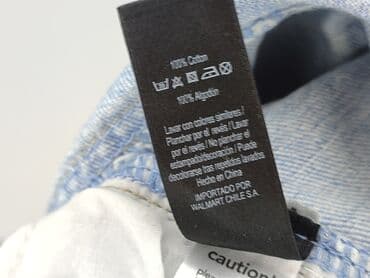 100% Cotton
100% Algodón
Lavar con colores similares /
Planchar por el revés / Lavar
por el revés / No planchar el
estampado/decoración / Puede
decolorarse tras repetidos lavados
Hecho en China
IMPORTADO POR
WALMART CHILE S.A
caution